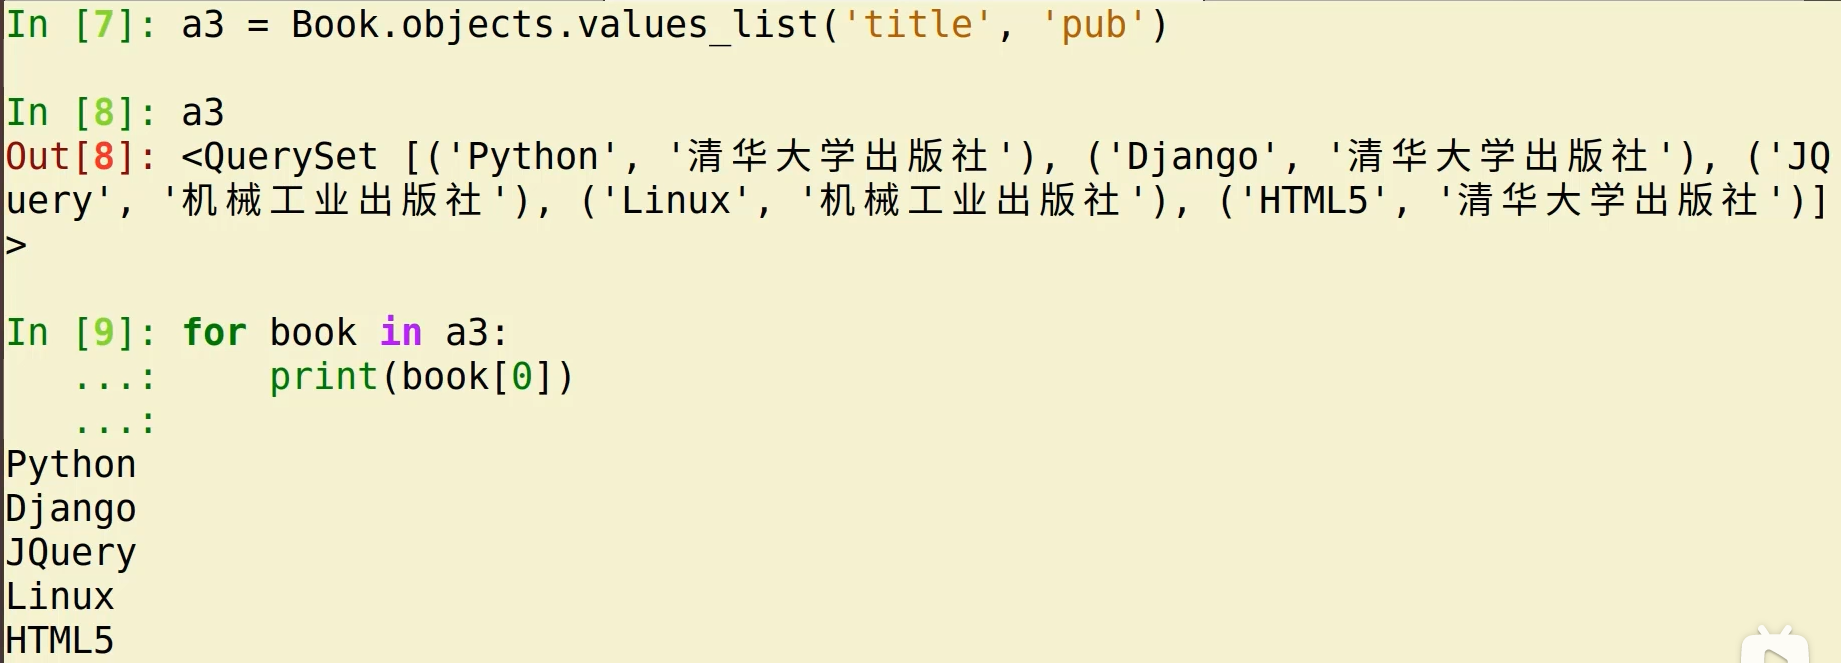 In [7]: a3 = Book.objects.values_list('title', 'pub')
In [8]: a3
Out[8]: <QuerySet [('Python', '清华大学出版社'), ('Django', '清华大学出版社'), ('JQ
uery', '机械工业出版社'), ('Linux', '机械工业出版社'), ('HTML5', '清华大学出版社')]
>
In [9]: for book in a3:
   ...:     print(book[0])
   ...:
Python
Django
JQuery
Linux
HTML5